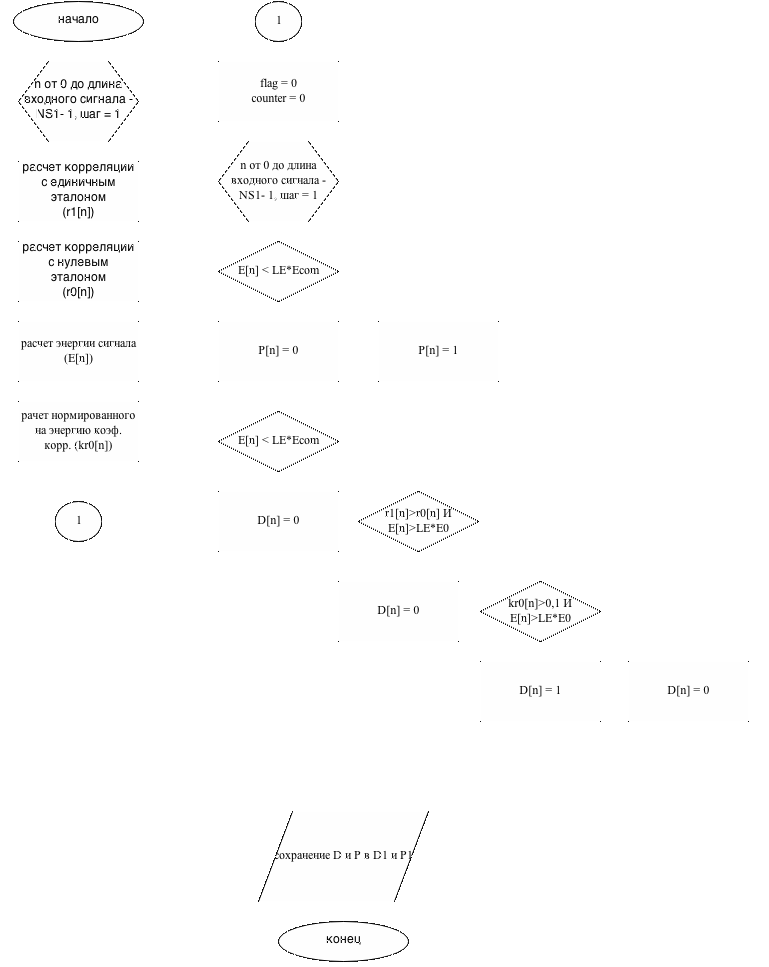 начало
n от 0 до длина
входного сигнала -
NS1- 1, шаг = 1
расчет корреляции
с единичным
эталоном
(r1[n])
расчет корреляции
с нулевым
эталоном
(r0[n])
расчет энергии сигнала
(E[n])
рачет нормированного
на энергию коэф.
корр. (kr0[n])
1
1
flag = 0
counter = 0
n от 0 до длина
входного сигнала -
NS1- 1, шаг = 1
E[n] < LE*Ecom
P[n] = 0
P[n] = 1
E[n] < LE*Ecom
D[n] = 0
r1[n]>r0[n] И
E[n]>LE*E0
D[n] = 0
kr0[n]>0,1 И
E[n]>LE*E0
D[n] = 1
D[n] = 0
сохранение D и P в D1 и P1
конец